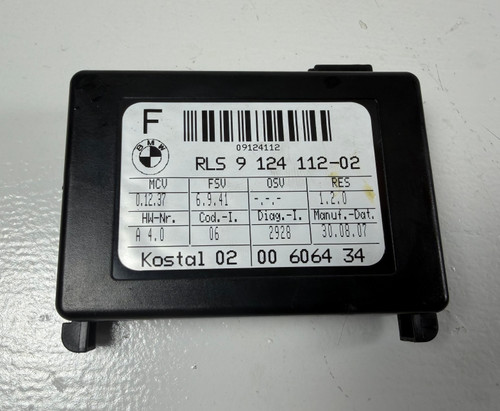 F
BMW
09124112
RLS 9 124 112-02
MCV FSV OSV RES
0.12.37 6.9.41 -.-.- 1.2.0
HW-Nr. Cod.-I. Diag.-I. Manuf.-Dat.
A 4.0 06 2928 30.08.07
Kostal 02 00 6064 34